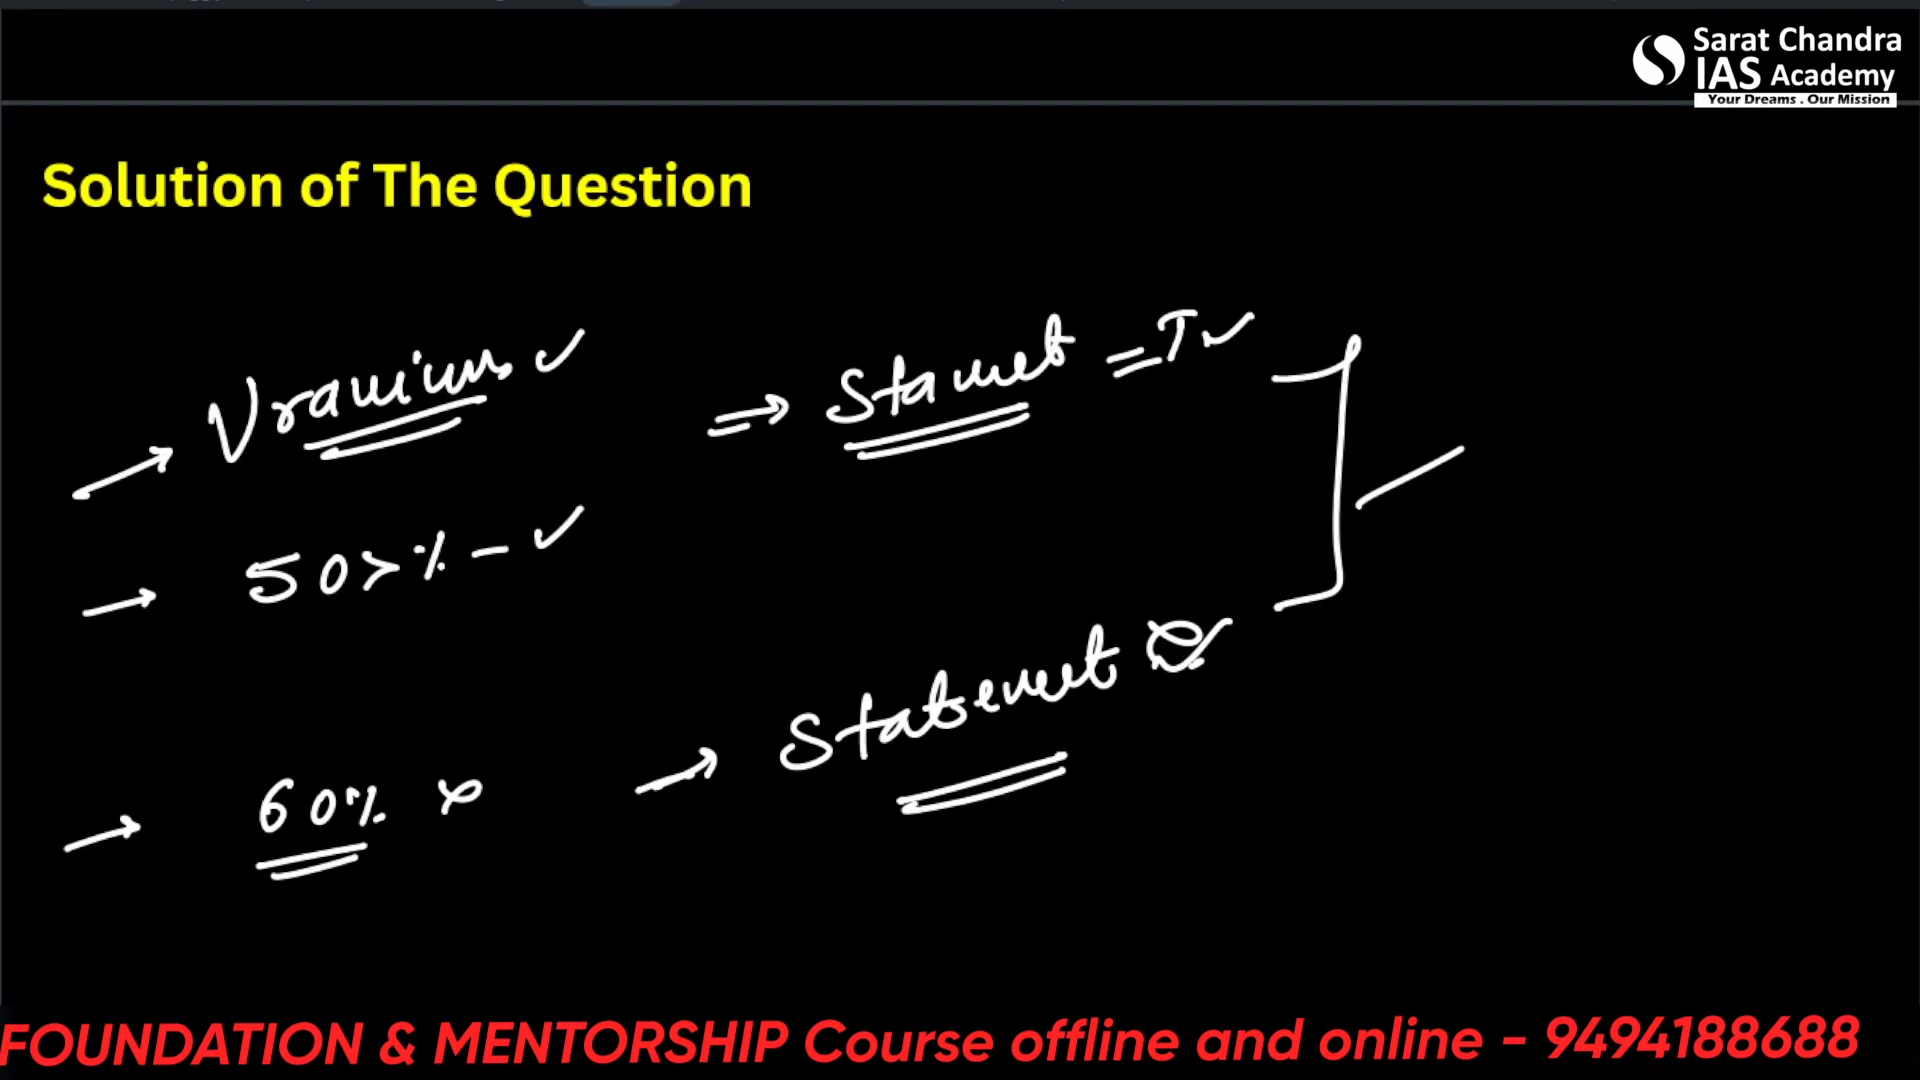 Sarat Chandra
IAS Academy
Your Dreams . Our Mission
Solution of The Question
→ Uranium ✓ ⇒ Stamet = T ✓
→ 50>% - ✓
→ 60% × → Statement
FOUNDATION & MENTORSHIP Course offline and online - 9494188688